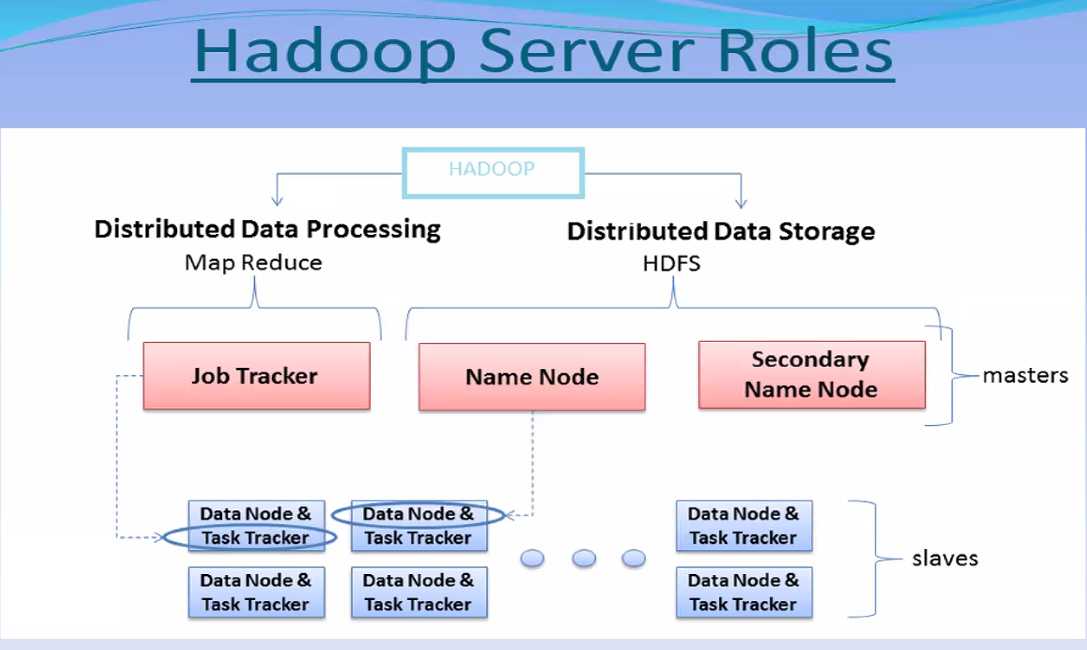 Hadoop Server Roles
HADOOP
Distributed Data Processing
Map Reduce
Distributed Data Storage
HDFS
Job Tracker
Name Node
Secondary
Name Node
masters
Data Node &
Task Tracker
Data Node &
Task Tracker
Data Node &
Task Tracker
slaves
Data Node &
Task Tracker
Data Node &
Task Tracker
Data Node &
Task Tracker